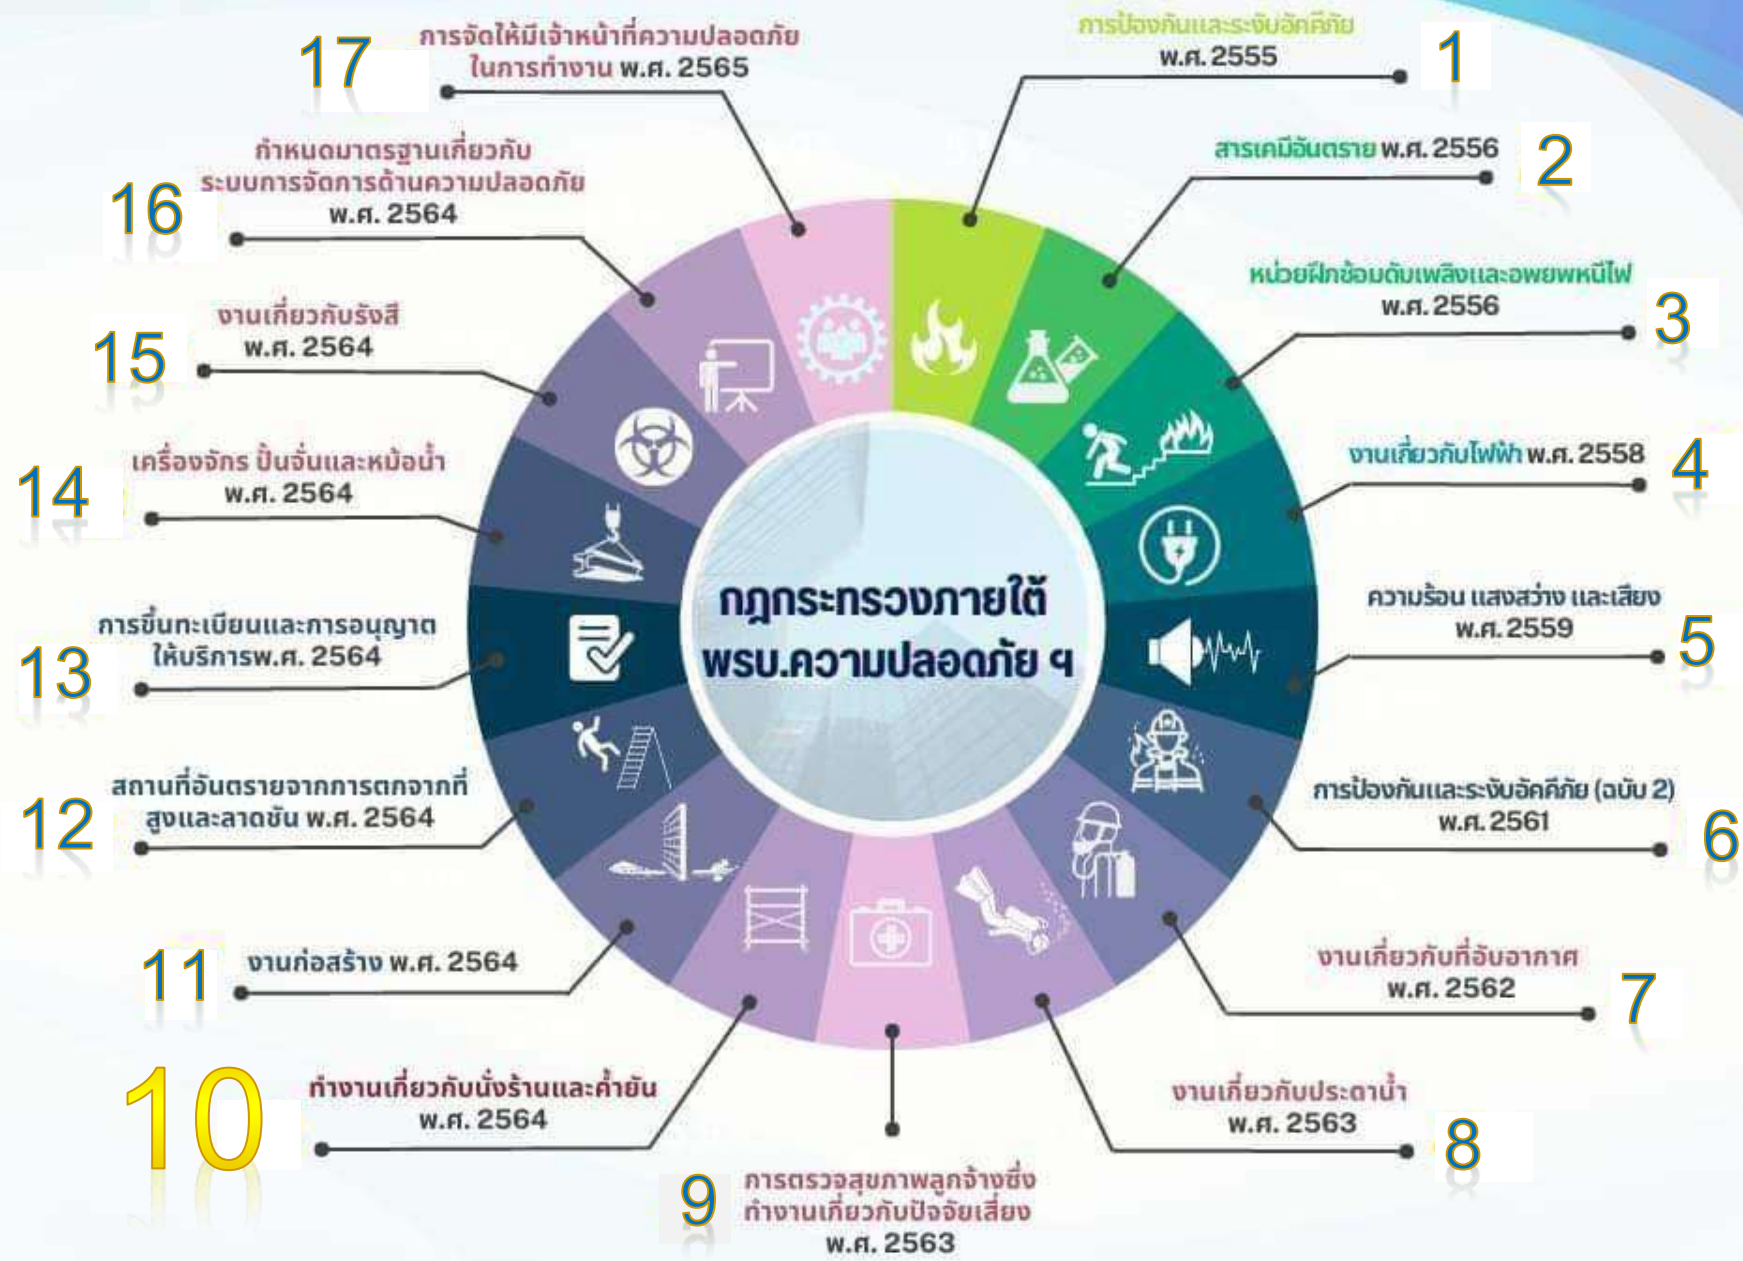 กฎกระทรวงภายใต้
พรบ.ความปลอดภัย ฯ
การป้องกันและระงับอัคคีภัย
พ.ศ. 2555
1
สารเคมีอันตราย พ.ศ. 2556
2
หน่วยฝึกซ้อมดับเพลิงและอพยพหนีไฟ
พ.ศ. 2556
3
งานเกี่ยวกับไฟฟ้า พ.ศ. 2558
4
ความร้อน แสงสว่าง และเสียง
พ.ศ. 2559
5
การป้องกันและระงับอัคคีภัย (ฉบับ 2)
พ.ศ. 2561
6
งานเกี่ยวกับที่อับอากาศ
พ.ศ. 2562
7
งานเกี่ยวกับประดาน้ำ
พ.ศ. 2563
8
9
การตรวจสุขภาพลูกจ้างซึ่ง
ทำงานเกี่ยวกับปัจจัยเสี่ยง
พ.ศ. 2563
10
ทำงานเกี่ยวกับนั่งร้านและค้ำยัน
พ.ศ. 2564
11
งานก่อสร้าง พ.ศ. 2564
12
สถานที่อันตรายจากการตกจากที่
สูงและลาดชัน พ.ศ. 2564
13
การขึ้นทะเบียนและการอนุญาต
ให้บริการพ.ศ. 2564
14
เครื่องจักร ปั้นจั่นและหม้อน้ำ
พ.ศ. 2564
15
งานเกี่ยวกับรังสี
พ.ศ. 2564
16
กำหนดมาตรฐานเกี่ยวกับ
ระบบการจัดการด้านความปลอดภัย
พ.ศ. 2564
17
การจัดให้มีเจ้าหน้าที่ความปลอดภัย
ในการทำงาน พ.ศ. 2565